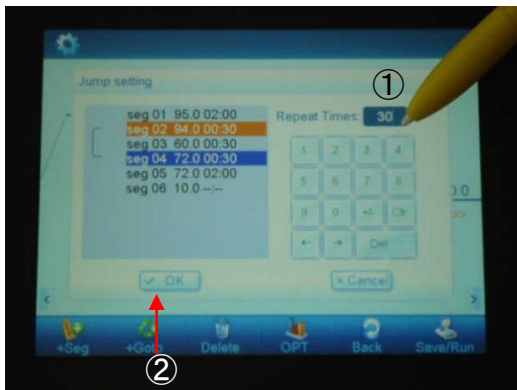 ①
Jump setting
seg 01 95.0 02:00
seg 02 94.0 00:30
seg 03 60.0 00:30
seg 04 72.0 00:30
seg 05 72.0 02:00
seg 06 10.0 --:--
Repeat Times: 30
1 2 3 4
5 6 7 8
9 0 +/- Clr
← → Del
0.0
✓ OK
× Cancel
+Seg +Goto Delete OPT Back Save/Run
②